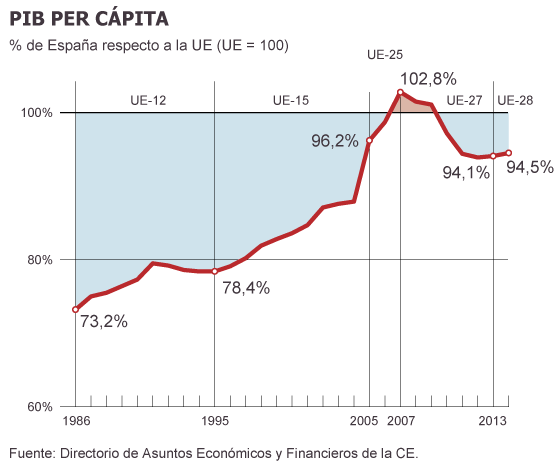 PIB PER CÁPITA
% de España respecto a la UE (UE = 100)
UE-25
102,8%
UE-12
UE-15
UE-27
UE-28
100%
96,2%
94,1%
94,5%
80%
78,4%
73,2%
60%
1986
1995
2005
2007
2013
Fuente: Directorio de Asuntos Económicos y Financieros de la CE.